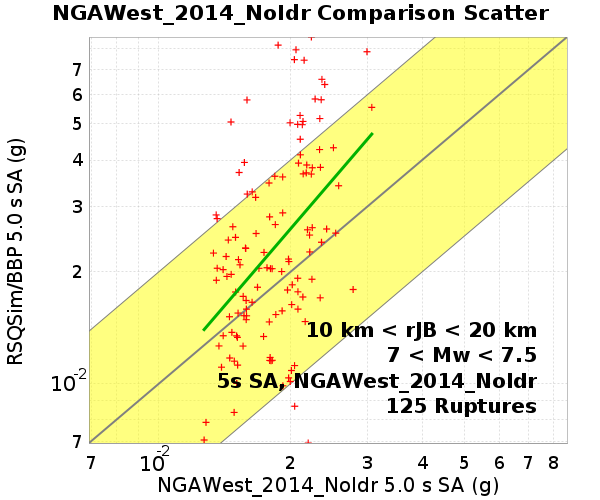 NGAWest_2014_NoIdr Comparison Scatter
RSQSim/BBP 5.0 s SA (g)
7
6
5
4
3
2
10-2
7
10 km < rJB < 20 km
7 < Mw < 7.5
5s SA, NGAWest_2014_NoIdr
125 Ruptures
7 10-2 2 3 4 5 6 7 8
NGAWest_2014_NoIdr 5.0 s SA (g)